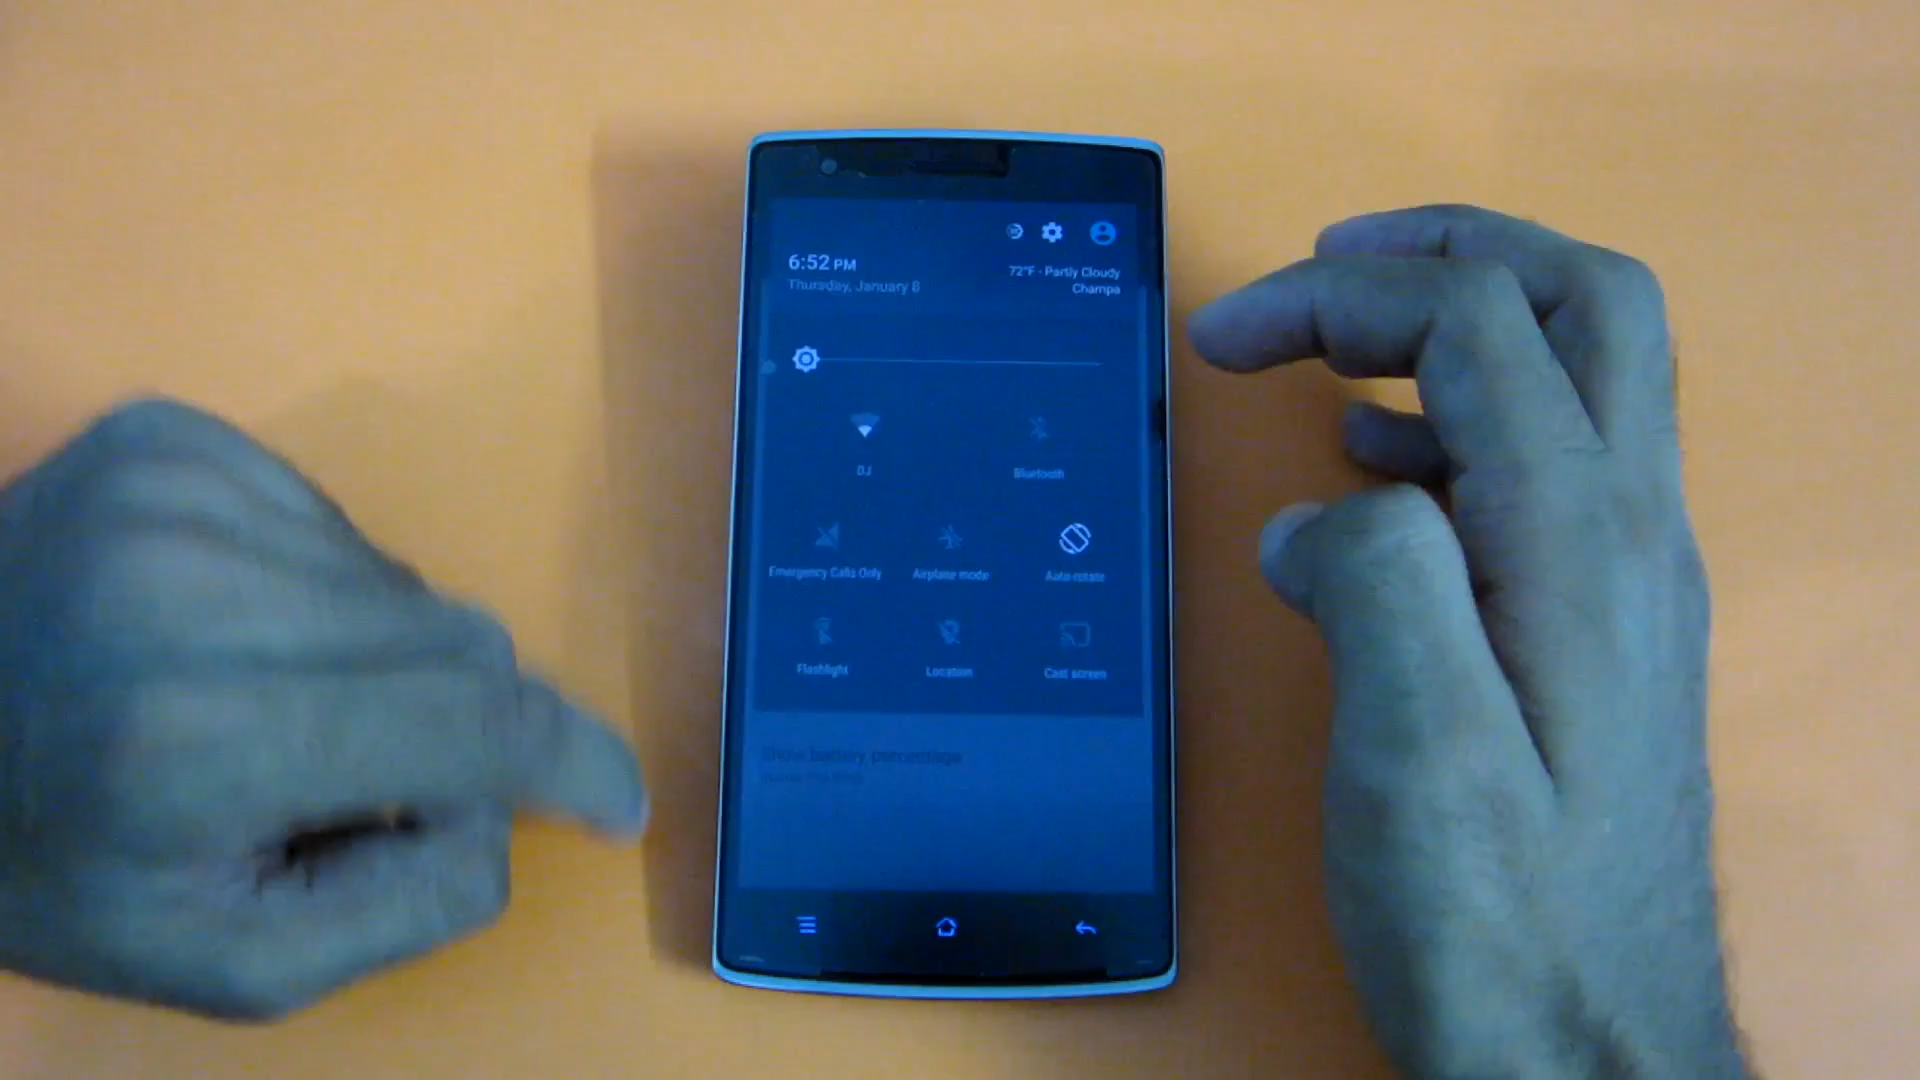 6:52 PM
72°F - Partly Cloudy
Thursday, January 8
Champa
DJ
Bluetooth
Emergency Calls Only
Airplane mode
Auto-rotate
Flashlight
Location
Cast screen
Show battery percentage